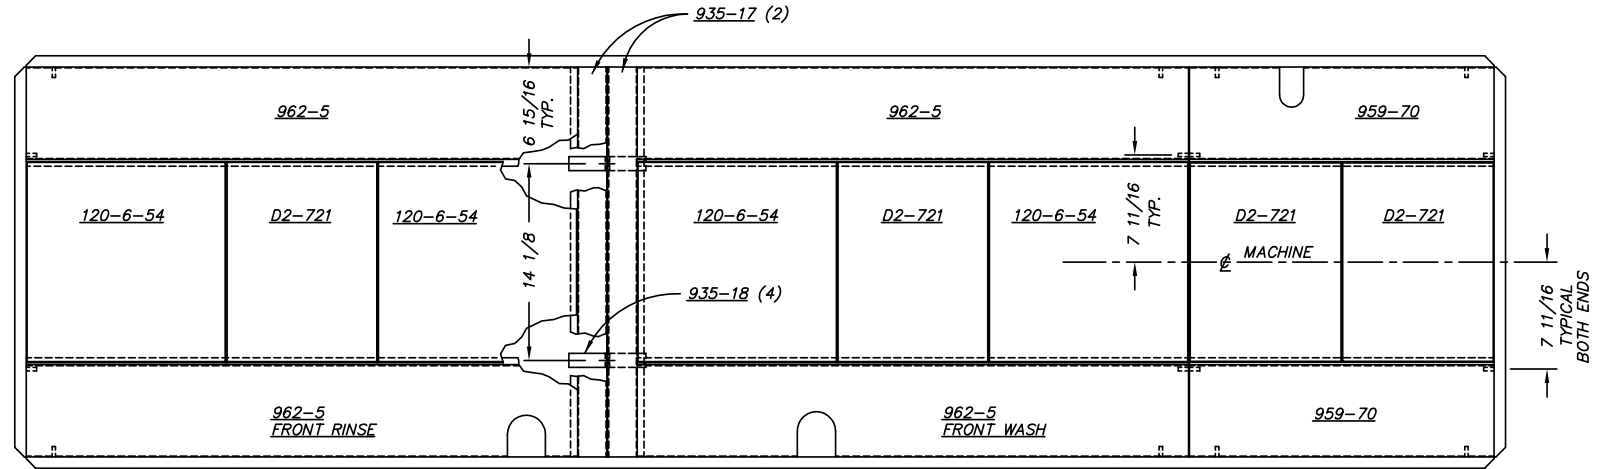 935-17 (2)
962-5
6 15/16
TYP.
962-5
959-70
120-6-54
D2-721
120-6-54
14 1/8
120-6-54
D2-721
120-6-54
7 11/16
TYP.
D2-721
D2-721
℄ MACHINE
935-18 (4)
7 11/16
TYPICAL
BOTH ENDS
962-5
FRONT RINSE
962-5
FRONT WASH
959-70